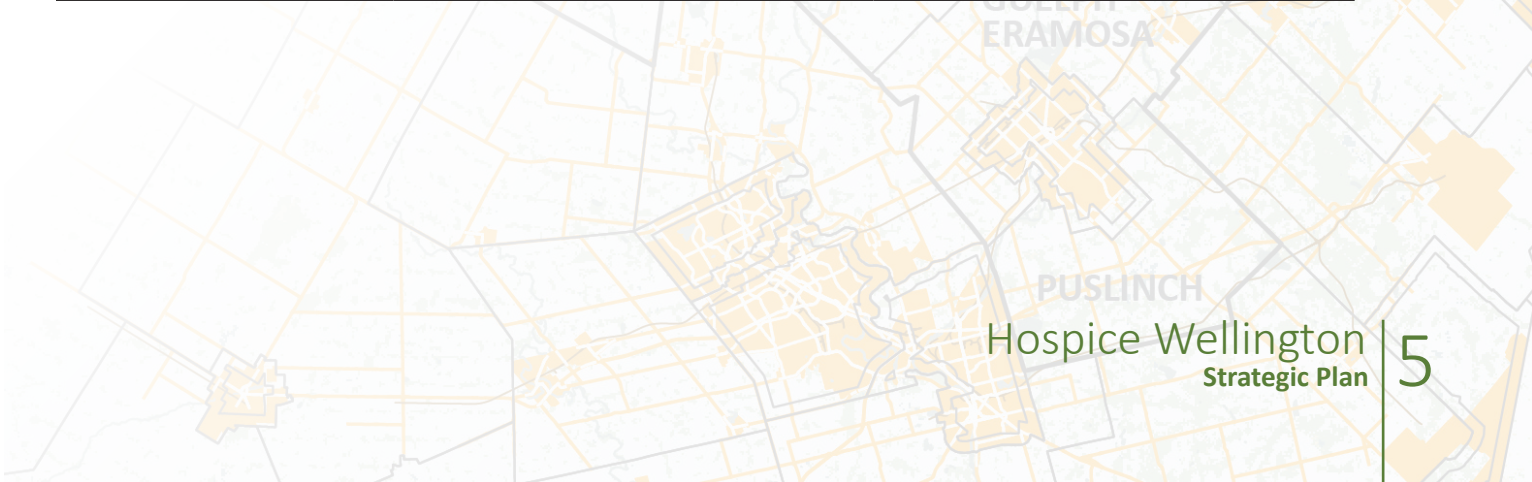 ERAMOSA
PUSLINCH
Hospice Wellington
Strategic Plan
5